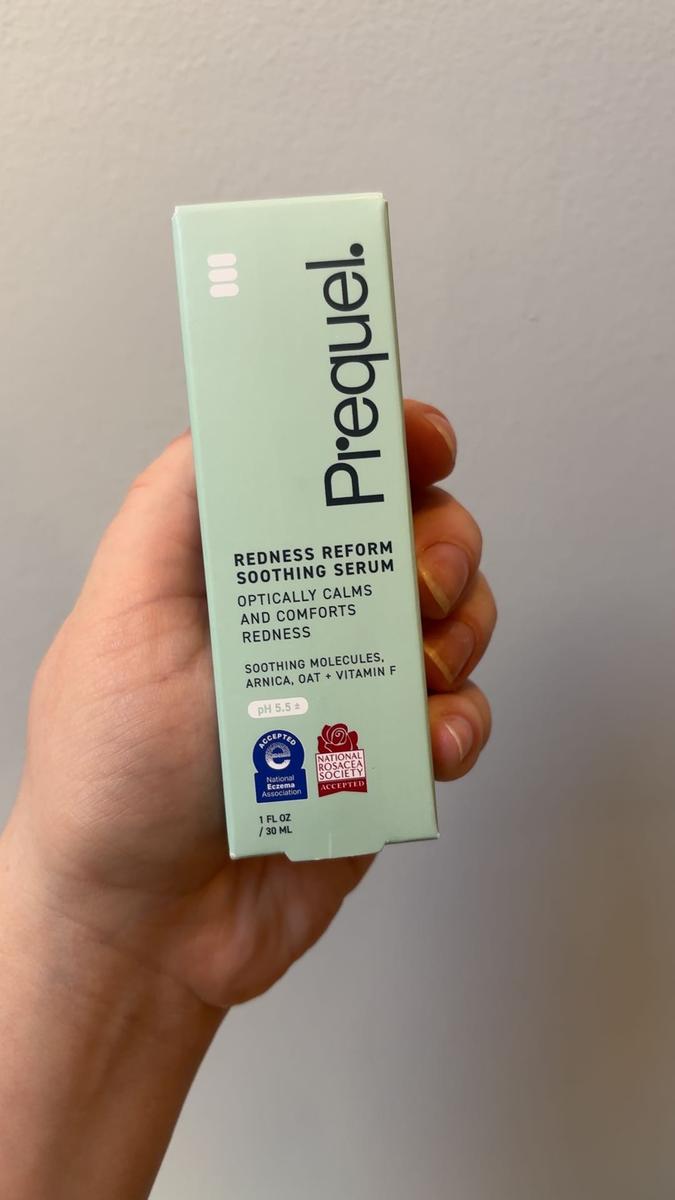 Prequel.
REDNESS REFORM
SOOTHING SERUM
OPTICALLY CALMS
AND COMFORTS
REDNESS
SOOTHING MOLECULES,
ARNICA, OAT + VITAMIN F
pH 5.5 ±
ACCEPTED
e
National
Eczema
Association
NATIONAL
ROSACEA
SOCIETY
ACCEPTED
1 FL OZ
/ 30 ML